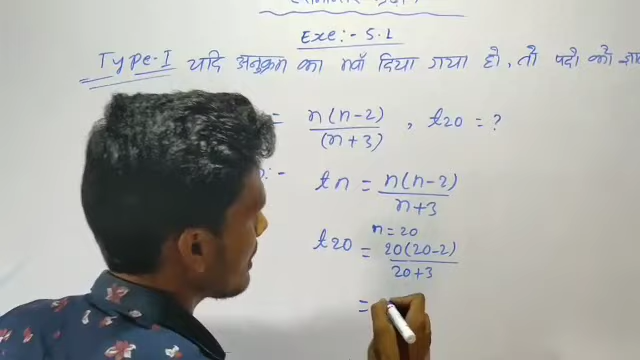 Exe:- 5.1
Type-I यदि अनुक्रम का nवाँ दिया गया हो, तो पदो को
= n(n-2) / (n+3) , t20 = ?
:- tn = n(n-2) / n+3
n = 20
t20 = 20(20-2) / 20+3
=